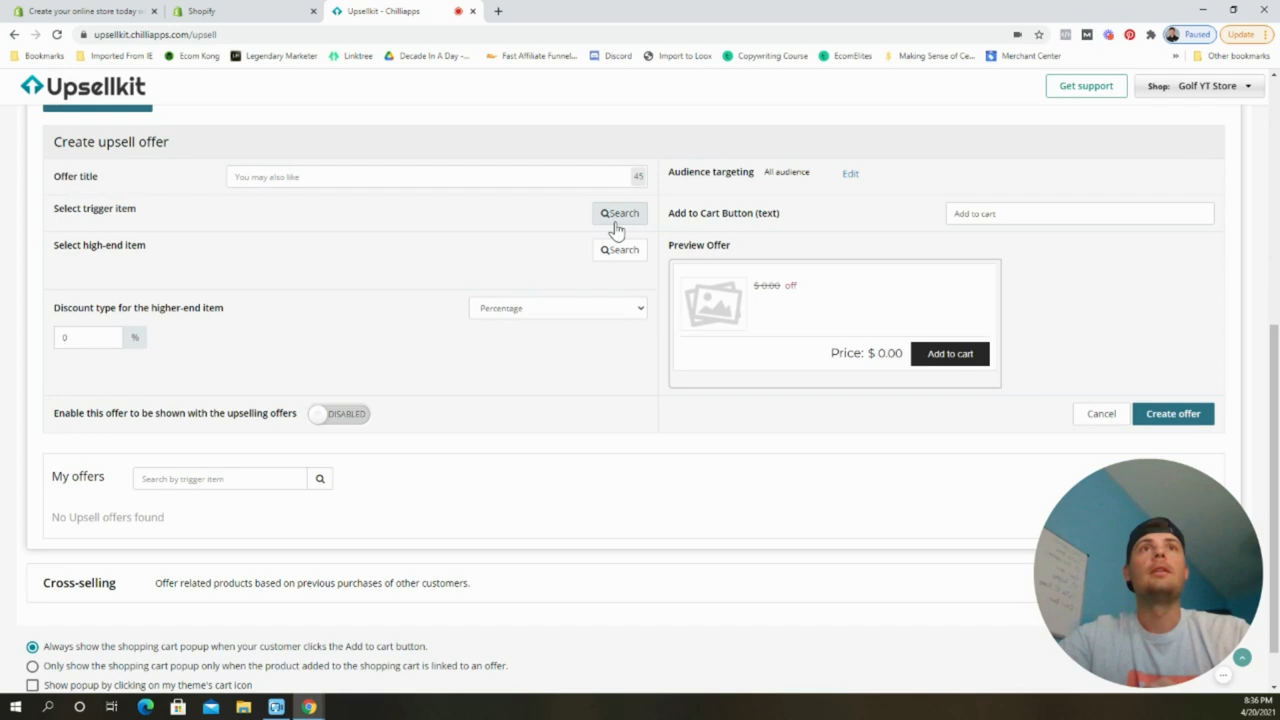 Create your online store today w
Shopify
Upsellkit - Chilliapps
upsellkit.chilliapps.com/upsell
Paused
Update
Bookmarks
Imported From IE
Ecom Kong
Legendary Marketer
Linktree
Decade In A Day -...
Fast Affiliate Funnel...
Discord
Import to Loox
Copywriting Course
EcomElites
Making Sense of Ce...
Merchant Center
Other bookmarks
Upsellkit
Get support
Shop: Golf YT Store
Create upsell offer
Offer title
You may also like
45
Audience targeting
All audience
Edit
Select trigger item
Search
Add to Cart Button (text)
Add to cart
Select high-end item
Search
Preview Offer
$ 0.00 off
Discount type for the higher-end item
Percentage
0 %
Price: $ 0.00
Add to cart
Enable this offer to be shown with the upselling offers
DISABLED
Cancel
Create offer
My offers
Search by trigger item
No Upsell offers found
Cross-selling
Offer related products based on previous purchases of other customers.
Always show the shopping cart popup when your customer clicks the Add to cart button.
Only show the shopping cart popup only when the product added to the shopping cart is linked to an offer.
Show popup by clicking on my theme's cart icon
8:36 PM
4/20/2021